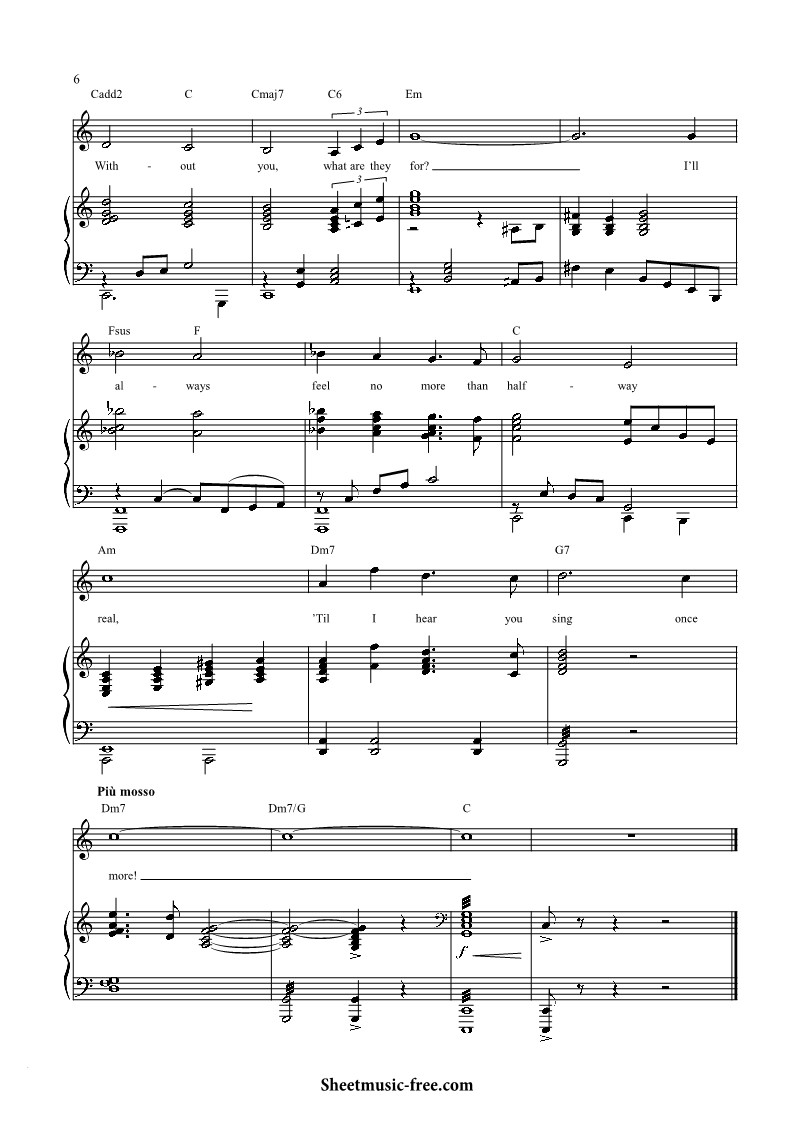 6
Cadd2 C Cmaj7 C6 Em
3
With - out you, what are they for? I'll
3
Fsus F C
al - ways feel no more than half - way
Am Dm7 G7
real, 'Til I hear you sing once
Più mosso
Dm7 Dm7/G C
more!
f
Sheetmusic-free.com